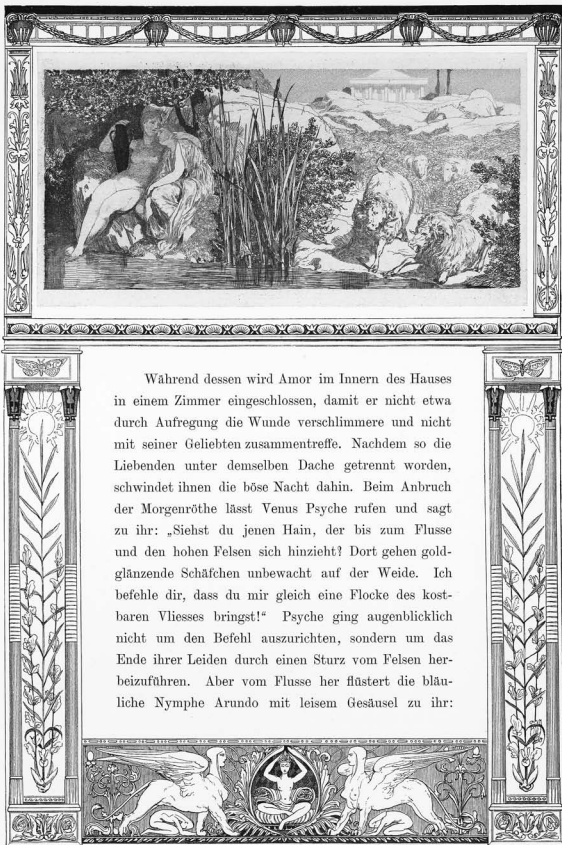 Während dessen wird Amor im Innern des Hauses
in einem Zimmer eingeschlossen, damit er nicht etwa
durch Aufregung die Wunde verschlimmere und nicht
mit seiner Geliebten zusammentreffe. Nachdem so die
Liebenden unter demselben Dache getrennt worden,
schwindet ihnen die böse Nacht dahin. Beim Anbruch
der Morgenröthe lässt Venus Psyche rufen und sagt
zu ihr: „Siehst du jenen Hain, der bis zum Flusse
und den hohen Felsen sich hinzieht? Dort gehen gold-
glänzende Schäfchen unbewacht auf der Weide. Ich
befehle dir, dass du mir gleich eine Flocke des kost-
baren Vliesses bringst!“ Psyche ging augenblicklich
nicht um den Befehl auszurichten, sondern um das
Ende ihrer Leiden durch einen Sturz vom Felsen her-
beizuführen. Aber vom Flusse her flüstert die bläu-
liche Nymphe Arundo mit leisem Gesäusel zu ihr: